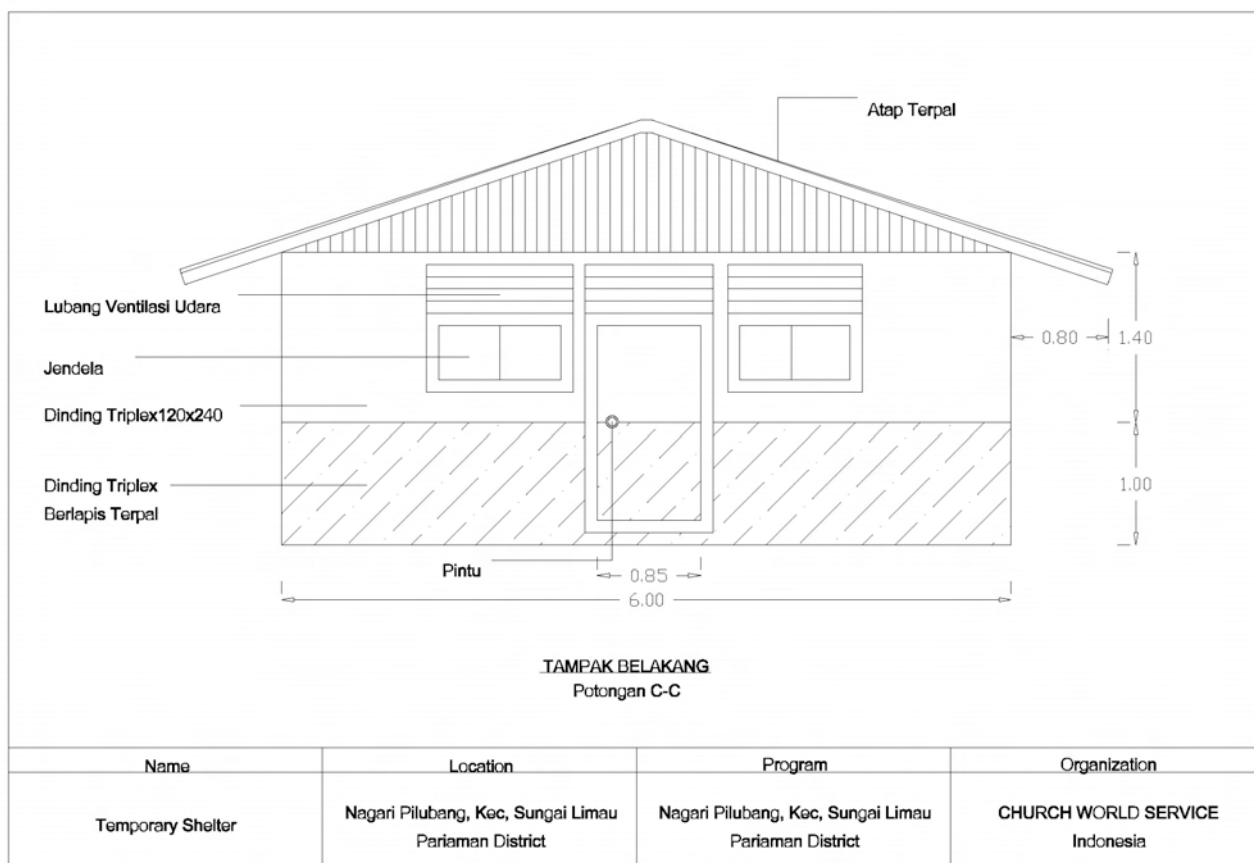 Atap Terpal
Lubang Ventilasi Udara
0.80
1.40
Jendela
Dinding Triplex120x240
Dinding Triplex
Berlapis Terpal
1.00
Pintu
0.85
6.00
TAMPAK BELAKANG
Potongan C-C
Name
Location
Program
Organization
Temporary Shelter
Nagari Pilubang, Kec, Sungai Limau
Pariaman District
Nagari Pilubang, Kec, Sungai Limau
Pariaman District
CHURCH WORLD SERVICE
Indonesia